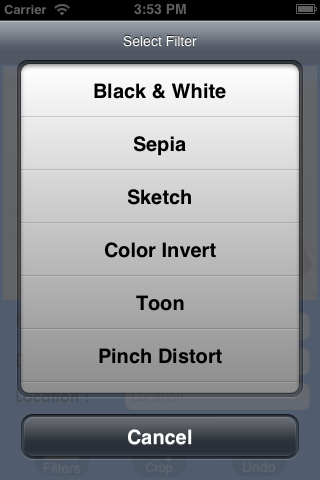 Carrier 3:53 PM
Select Filter
Black & White
Sepia
Sketch
Color Invert
Toon
Pinch Distort
Location : Location
Cancel
Filters Crop Undo